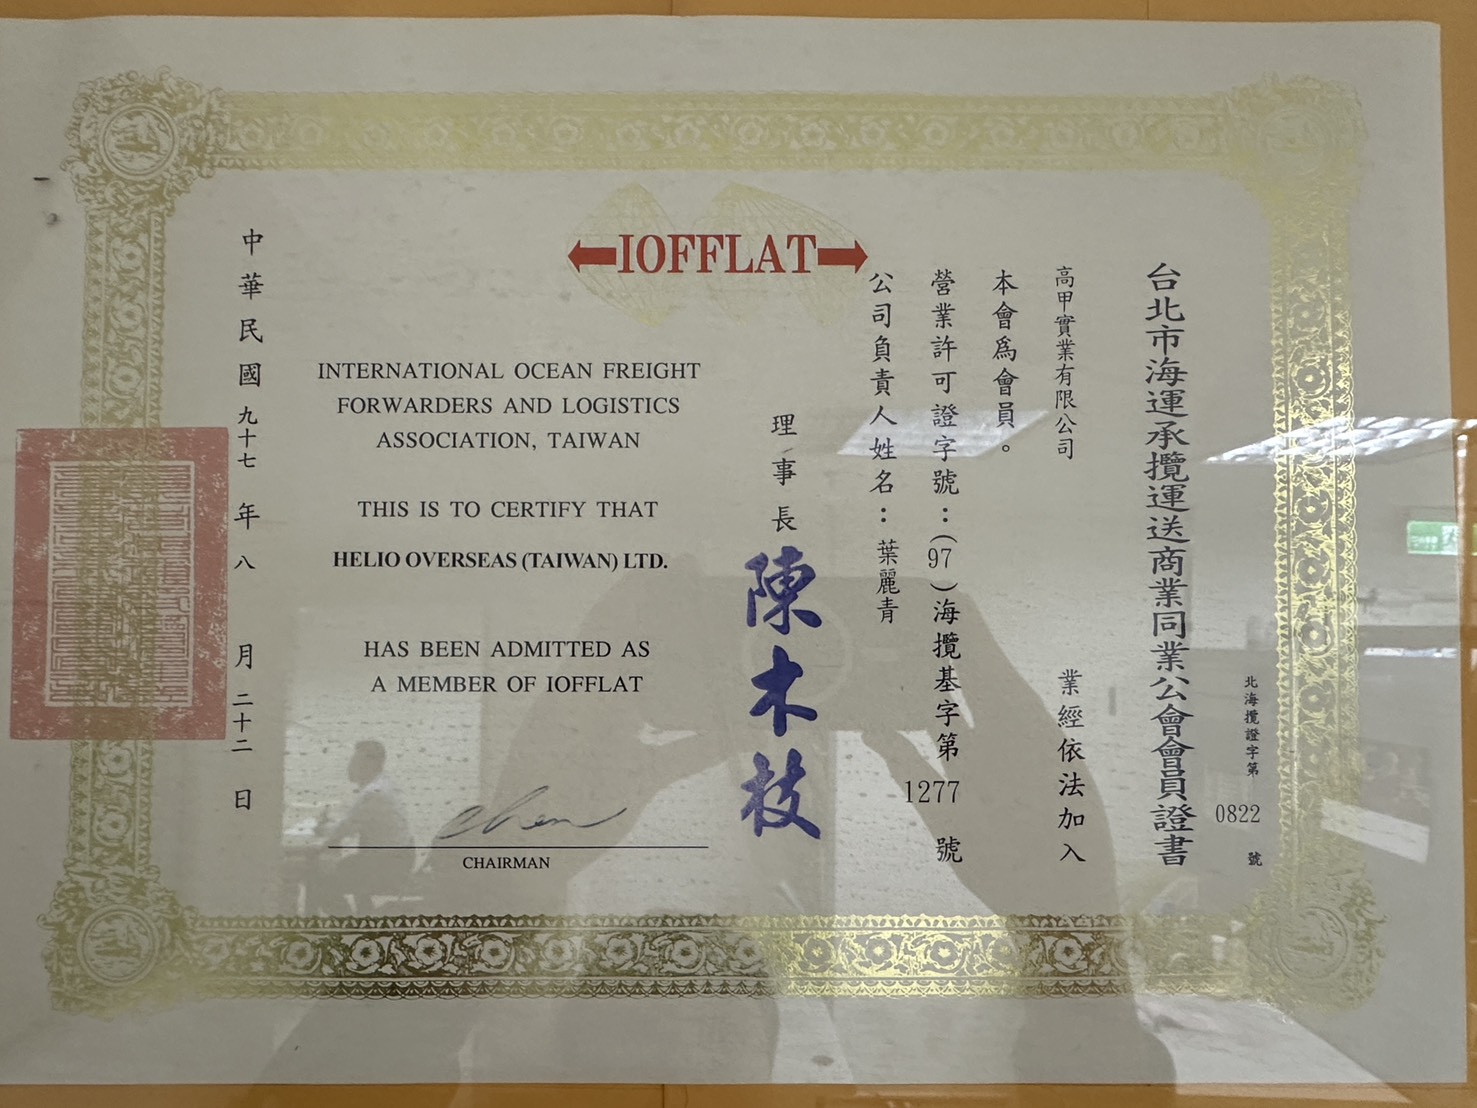 IOFFLAT
北海攬證字第 0822 號
台北市海運承攬運送商業同業公會會員證書
高甲實業有限公司 業經依法加入
本會為會員。
營業許可證字號：(97)海攬基字第 1277 號
公司負責人姓名：葉麗青
理事長 陳木枝
INTERNATIONAL OCEAN FREIGHT
FORWARDERS AND LOGISTICS
ASSOCIATION, TAIWAN
THIS IS TO CERTIFY THAT
HELIO OVERSEAS (TAIWAN) LTD.
HAS BEEN ADMITTED AS
A MEMBER OF IOFFLAT
Chen
CHAIRMAN
中華民國九十七年八月二十二日